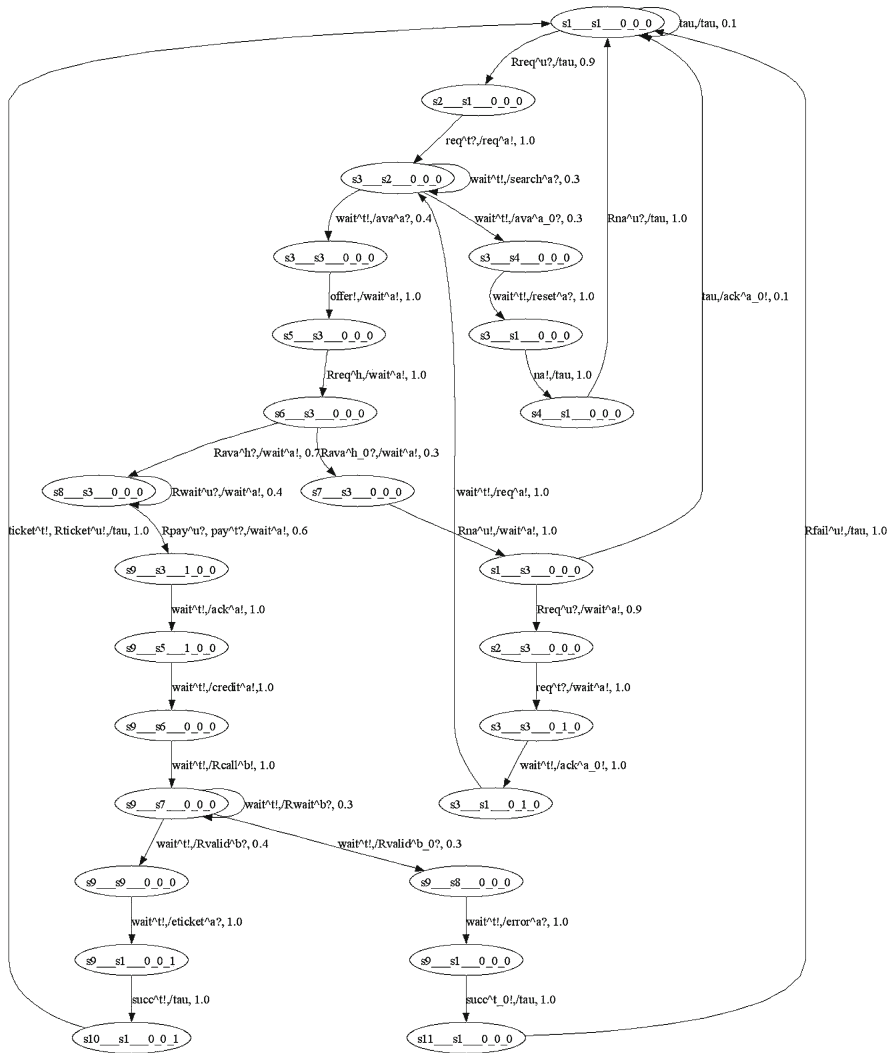 s1___s1___0_0_0
tau,/tau, 0.1
Rreq^u?,/tau, 0.9
s2___s1___0_0_0
req^t?,/req^a!, 1.0
s3___s2___0_0_0
wait^t!,/search^a?, 0.3
wait^t!,/ava^a?, 0.4
wait^t!,/ava^a_0?, 0.3
Rna^u?,/tau, 1.0
s3___s3___0_0_0
s3___s4___0_0_0
offer!,/wait^a!, 1.0
wait^t!,/reset^a?, 1.0
tau,/ack^a_0!, 0.1
s5___s3___0_0_0
s3___s1___0_0_0
Rreq^h,/wait^a!, 1.0
na!,/tau, 1.0
s6___s3___0_0_0
s4___s1___0_0_0
Rava^h?,/wait^a!, 0.7
Rava^h_0?,/wait^a!, 0.3
s8___s3___0_0_0
Rwait^u?,/wait^a!, 0.4
s7___s3___0_0_0
wait^t!,/req^a!, 1.0
ticket^t!, Rticket^u!,/tau, 1.0
Rpay^u?, pay^t?,/wait^a!, 0.6
Rna^u!,/wait^a!, 1.0
Rfail^u!,/tau, 1.0
s9___s3___1_0_0
s1___s3___0_0_0
wait^t!,/ack^a!, 1.0
Rreq^u?,/wait^a!, 0.9
s9___s5___1_0_0
s2___s3___0_0_0
wait^t!,/credit^a!,1.0
req^t?,/wait^a!, 1.0
s9___s6___0_0_0
s3___s3___0_1_0
wait^t!,/Rcall^b!, 1.0
wait^t!,/ack^a_0!, 1.0
s9___s7___0_0_0
wait^t!,/Rwait^b?, 0.3
s3___s1___0_1_0
wait^t!,/Rvalid^b?, 0.4
wait^t!,/Rvalid^b_0?, 0.3
s9___s9___0_0_0
s9___s8___0_0_0
wait^t!,/eticket^a?, 1.0
wait^t!,/error^a?, 1.0
s9___s1___0_0_1
s9___s1___0_0_0
succ^t!,/tau, 1.0
succ^t_0!,/tau, 1.0
s10___s1___0_0_1
s11___s1___0_0_0